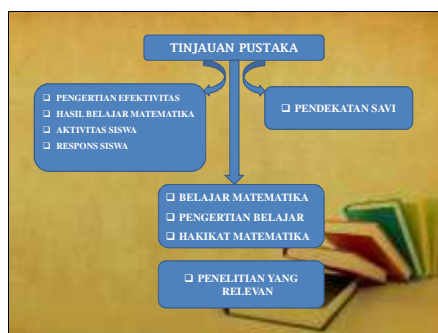 TINJAUAN PUSTAKA
❑ PENGERTIAN EFEKTIVITAS
❑ HASIL BELAJAR MATEMATIKA
❑ AKTIVITAS SISWA
❑ RESPONS SISWA
❑ PENDEKATAN SAVI
❑ BELAJAR MATEMATIKA
❑ PENGERTIAN BELAJAR
❑ HAKIKAT MATEMATIKA
❑ PENELITIAN YANG
RELEVAN